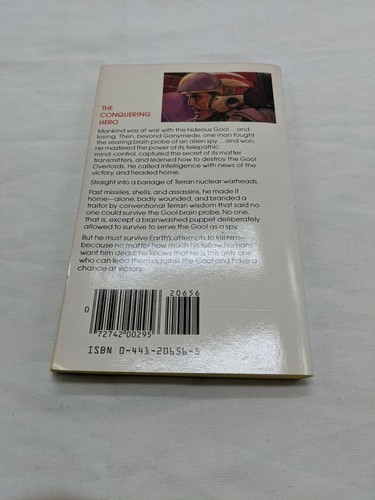 THE
CONQUERING
HERO
Mankind was at war with the hideous Gool...and
losing. Then, beyond Ganymede, one man fought
the searing brain probe of an alien spy...and won.
He mastered the power of its telepathic
mind-control, captured the secret of its matter
transmitters, and learned how to destroy The Gool
Overlords. He called Intelligence with news of the
victory, and headed home.
Straight into a barrage of Terran nuclear warheads.
Past missiles, shells, and assassins, he made it
home—alone, badly wounded, and branded a
traitor by conventional Terran wisdom that said no
one could survive the Gool brain probe. No one,
that is, except a brainwashed puppet deliberately
allowed to survive to serve the Gool as a spy.
But he must survive Earth's attempts to kill him—
because no matter how much his fellow humans
want him dead, he knows that he is the only one
who can lead them against the Gool and have a
chance at victory.
20656
0
72742 00295
ISBN 0-441-20656-5